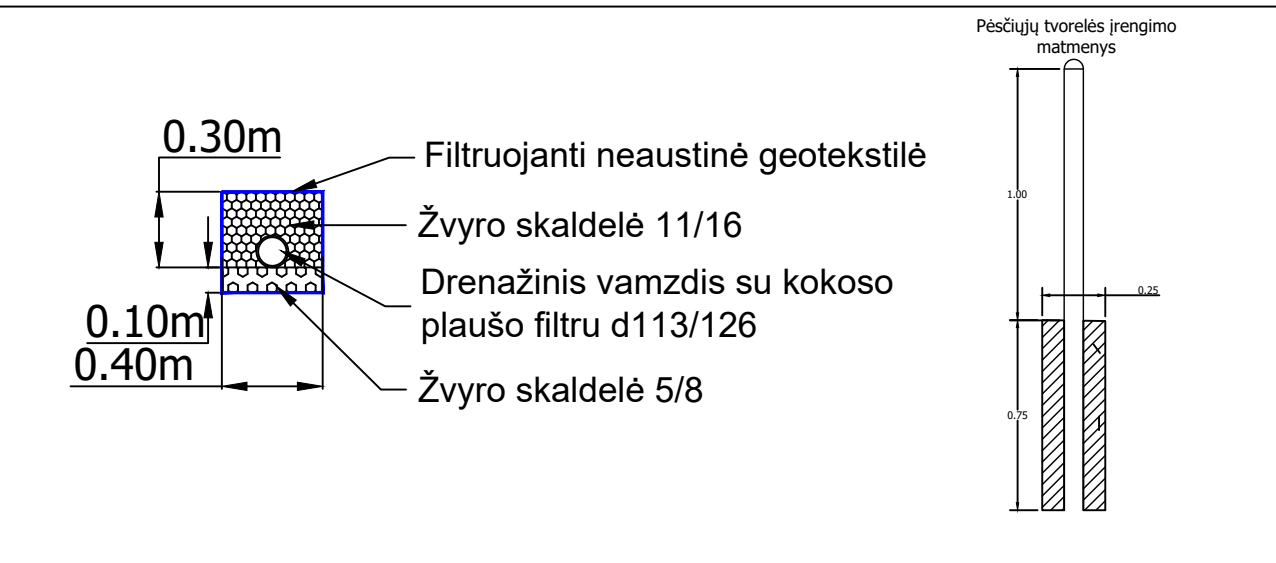 Pėsčiųjų tvorelės įrengimo
matmenys
0.30m
Filtruojanti neaustinė geotekstilė
Žvyro skaldelė 11/16
Drenažinis vamzdis su kokoso
plaušo filtru d113/126
0.10m
0.40m
Žvyro skaldelė 5/8
1.00
0.25
0.75